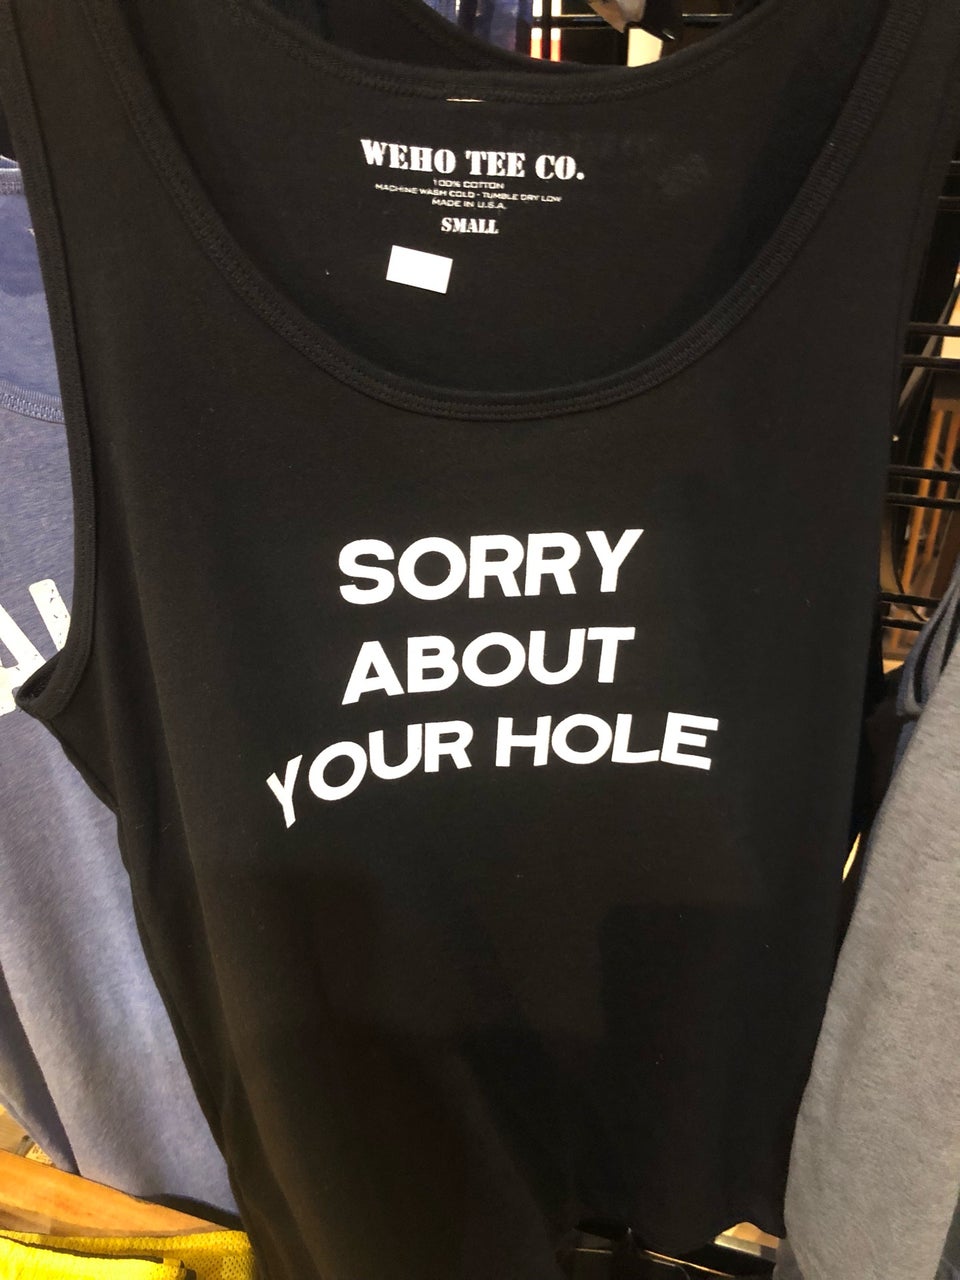 WEHO TEE CO.
100% COTTON
MACHINE WASH COLD - TUMBLE DRY LOW
MADE IN U.S.A.
SMALL
SORRY
ABOUT
YOUR HOLE